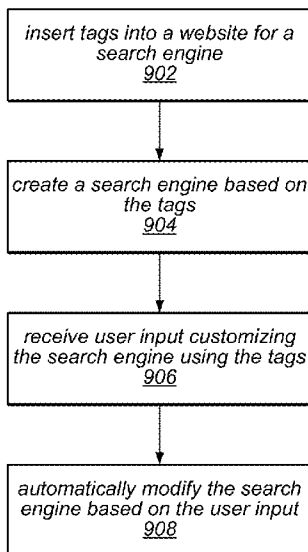 insert tags into a website for a
search engine
902
create a search engine based on
the tags
904
receive user input customizing
the search engine using the tags
906
automatically modify the search
engine based on the user input
908